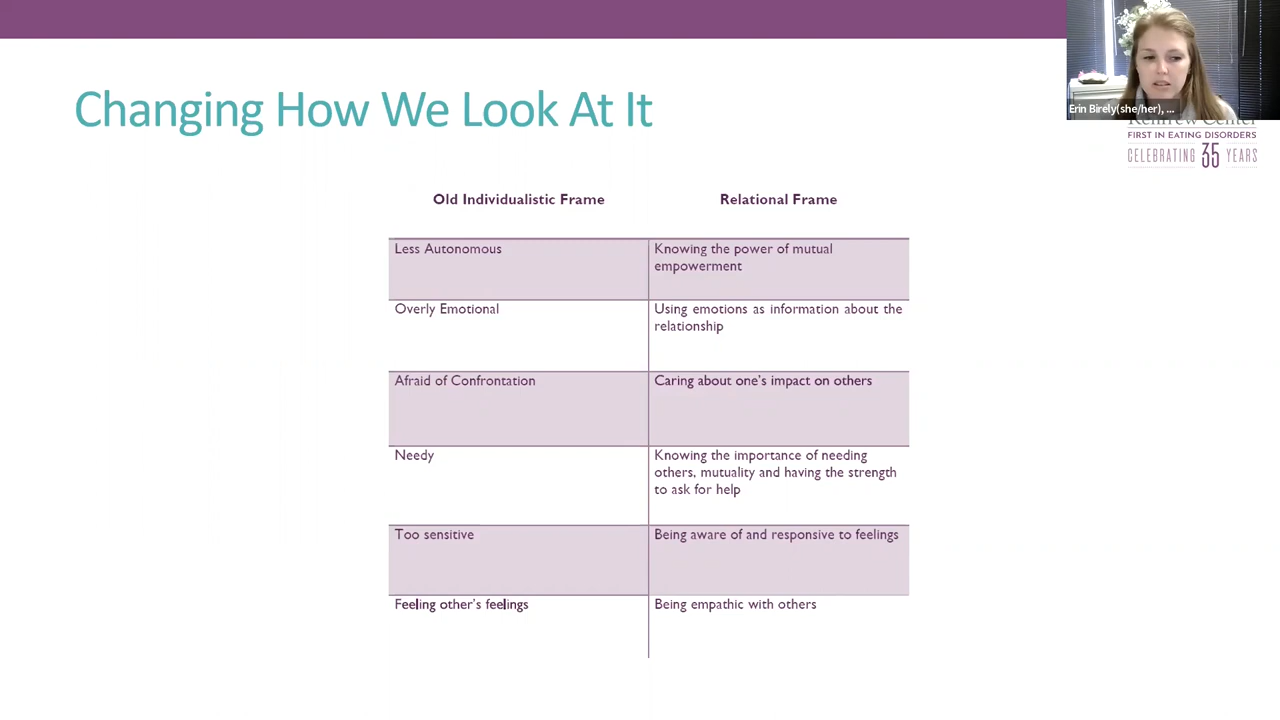 Changing How We Look At It
Erin Birely(she/her), ...
Renfrew Center
FIRST IN EATING DISORDERS
CELEBRATING 35 YEARS
Old Individualistic Frame
Relational Frame
Less Autonomous
Knowing the power of mutual
empowerment
Overly Emotional
Using emotions as information about the
relationship
Afraid of Confrontation
Caring about one's impact on others
Needy
Knowing the importance of needing
others, mutuality and having the strength
to ask for help
Too sensitive
Being aware of and responsive to feelings
Feeling other's feelings
Being empathic with others